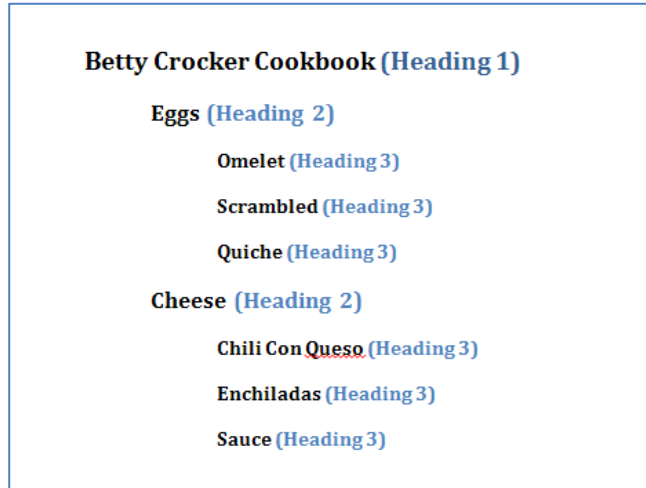 Betty Crocker Cookbook (Heading 1)
Eggs (Heading 2)
Omelet (Heading 3)
Scrambled (Heading 3)
Quiche (Heading 3)
Cheese (Heading 2)
Chili Con Queso (Heading 3)
Enchiladas (Heading 3)
Sauce (Heading 3)